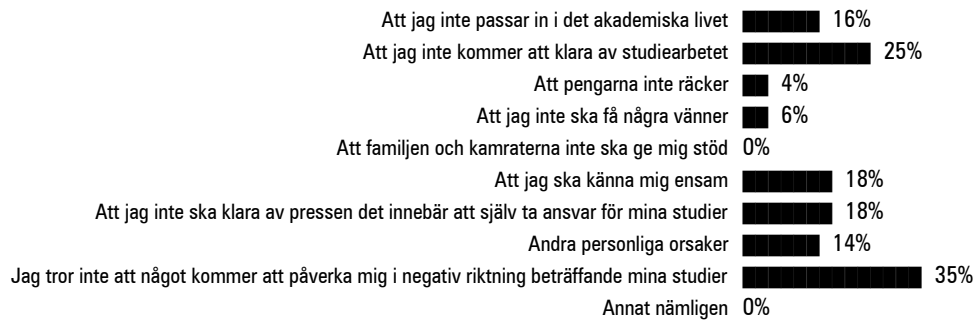 Att jag inte passar in i det akademiska livet 16%
Att jag inte kommer att klara av studiearbetet 25%
Att pengarna inte räcker 4%
Att jag inte ska få några vänner 6%
Att familjen och kamraterna inte ska ge mig stöd 0%
Att jag ska känna mig ensam 18%
Att jag inte ska klara av pressen det innebär att själv ta ansvar för mina studier 18%
Andra personliga orsaker 14%
Jag tror inte att något kommer att påverka mig i negativ riktning beträffande mina studier 35%
Annat nämligen 0%